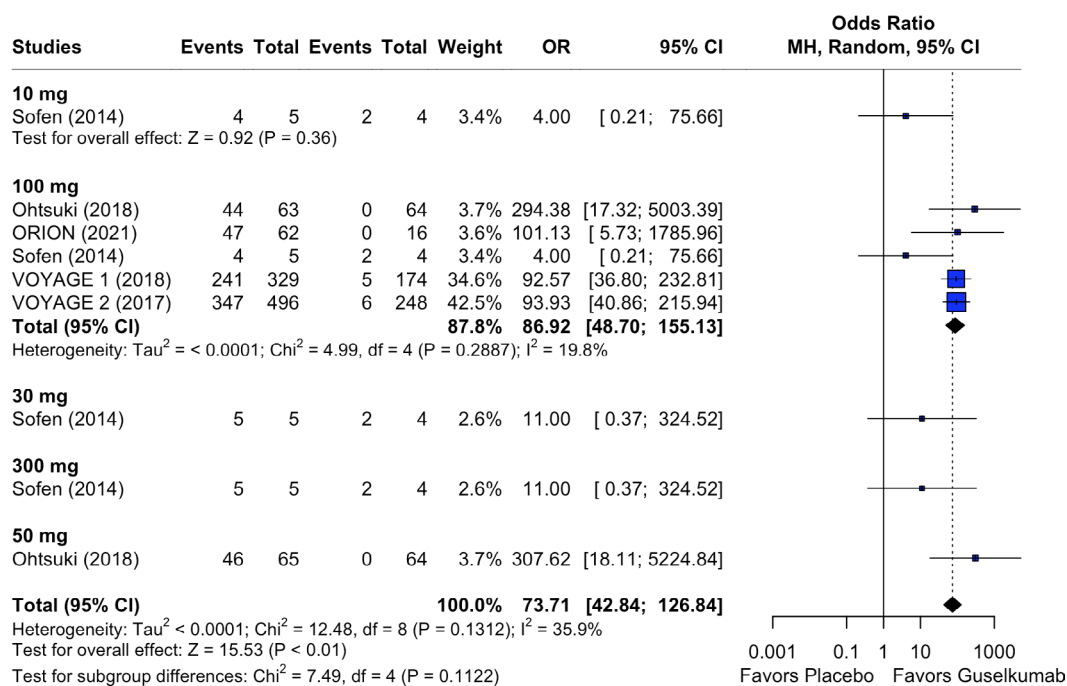 Odds Ratio
Studies Events Total Events Total Weight OR 95% CI MH, Random, 95% CI
10 mg
Sofen (2014) 4 5 2 4 3.4% 4.00 [ 0.21; 75.66]
Test for overall effect: Z = 0.92 (P = 0.36)
100 mg
Ohtsuki (2018) 44 63 0 64 3.7% 294.38 [17.32; 5003.39]
ORION (2021) 47 62 0 16 3.6% 101.13 [ 5.73; 1785.96]
Sofen (2014) 4 5 2 4 3.4% 4.00 [ 0.21; 75.66]
VOYAGE 1 (2018) 241 329 5 174 34.6% 92.57 [36.80; 232.81]
VOYAGE 2 (2017) 347 496 6 248 42.5% 93.93 [40.86; 215.94]
Total (95% CI) 87.8% 86.92 [48.70; 155.13]
Heterogeneity: Tau² = < 0.0001; Chi² = 4.99, df = 4 (P = 0.2887); I² = 19.8%
30 mg
Sofen (2014) 5 5 2 4 2.6% 11.00 [ 0.37; 324.52]
300 mg
Sofen (2014) 5 5 2 4 2.6% 11.00 [ 0.37; 324.52]
50 mg
Ohtsuki (2018) 46 65 0 64 3.7% 307.62 [18.11; 5224.84]
Total (95% CI) 100.0% 73.71 [42.84; 126.84]
Heterogeneity: Tau² < 0.0001; Chi² = 12.48, df = 8 (P = 0.1312); I² = 35.9%
Test for overall effect: Z = 15.53 (P < 0.01)
Test for subgroup differences: Chi² = 7.49, df = 4 (P = 0.1122)
0.001 0.1 1 10 1000
Favors Placebo Favors Guselkumab